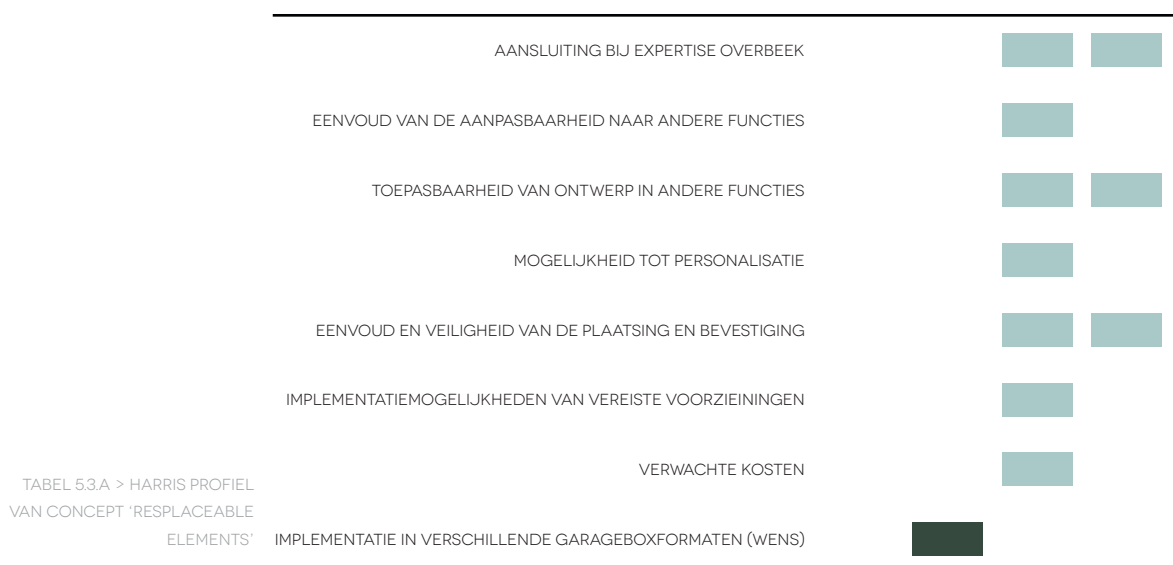 AANSLUITING BIJ EXPERTISE OVERBEEK
EENVOUD VAN DE AANPASBAARHEID NAAR ANDERE FUNCTIES
TOEPASBAARHEID VAN ONTWERP IN ANDERE FUNCTIES
MOGELIJKHEID TOT PERSONALISATIE
EENVOUD EN VEILIGHEID VAN DE PLAATSING EN BEVESTIGING
IMPLEMENTATIEMOGELIJKHEDEN VAN VEREISTE VOORZIEININGEN
VERWACHTE KOSTEN
IMPLEMENTATIE IN VERSCHILLENDE GARAGEBOXFORMATEN (WENS)
TABEL 5.3.A > HARRIS PROFIEL
VAN CONCEPT ‘RESPLACEABLE
ELEMENTS’